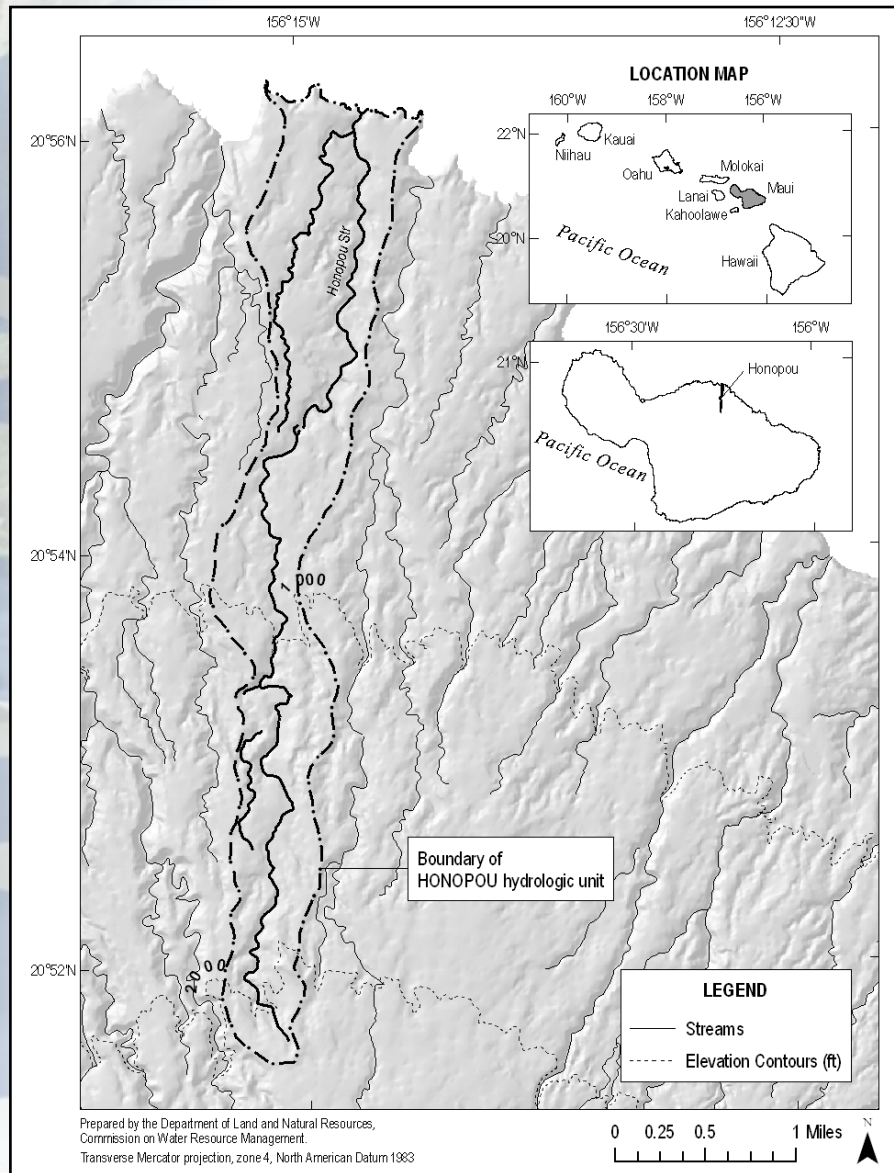 156°15'W
156°12'30"W
20°56'N
20°54'N
20°52'N
LOCATION MAP
160°W
158°W
156°W
22°N
20°N
Kauai
Niihau
Oahu
Molokai
Lanai
Maui
Kahoolawe
Pacific Ocean
Hawaii
156°30'W
156°W
21°N
Honopou
Pacific Ocean
Honopou Str
1 000
Boundary of
HONOPOU hydrologic unit
2000
LEGEND
Streams
Elevation Contours (ft)
Prepared by the Department of Land and Natural Resources,
Commission on Water Resource Management.
Transverse Mercator projection, zone 4, North American Datum 1983
0 0.25 0.5 1 Miles
N